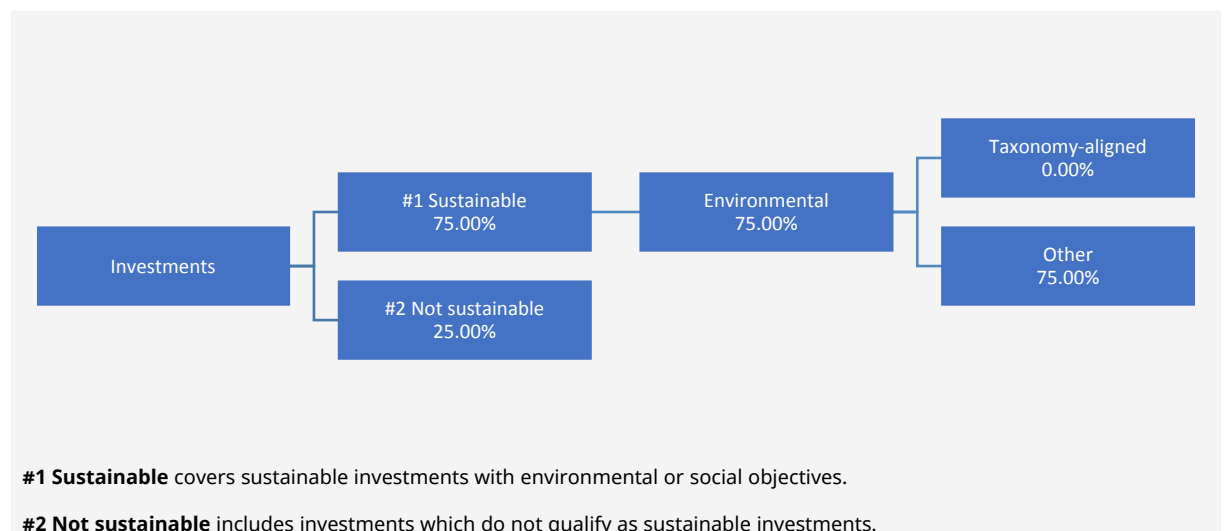 Investments
#1 Sustainable
75.00%
#2 Not sustainable
25.00%
Environmental
75.00%
Taxonomy-aligned
0.00%
Other
75.00%
#1 Sustainable covers sustainable investments with environmental or social objectives.
#2 Not sustainable includes investments which do not qualify as sustainable investments.